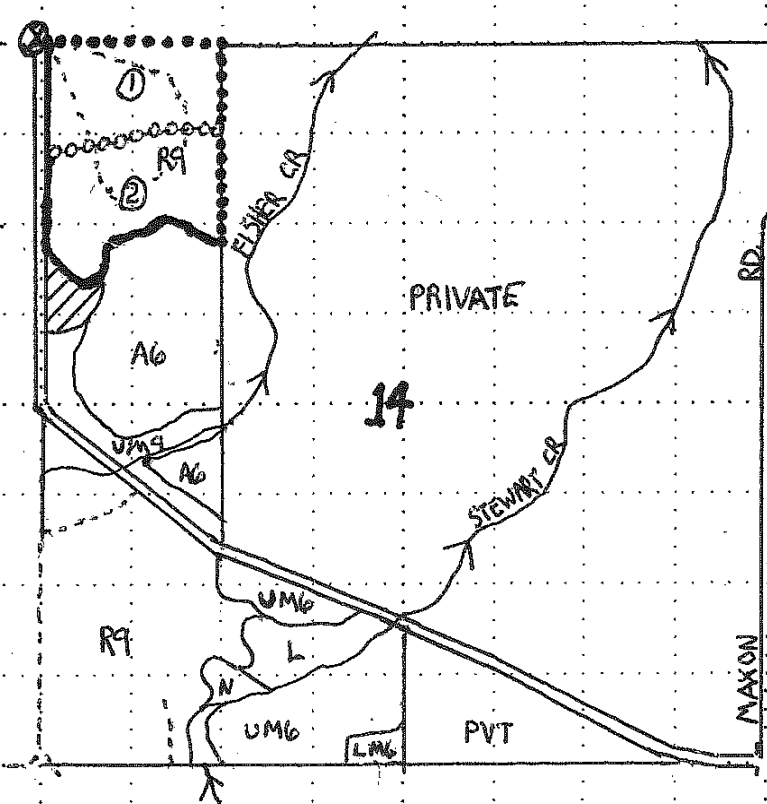 1
R9
2
FISHER CR
PRIVATE
RD.
A6
14
UM9
A6
STEWART CR
UM6
R9
L
N
UM6
LM6
PVT
MAXON